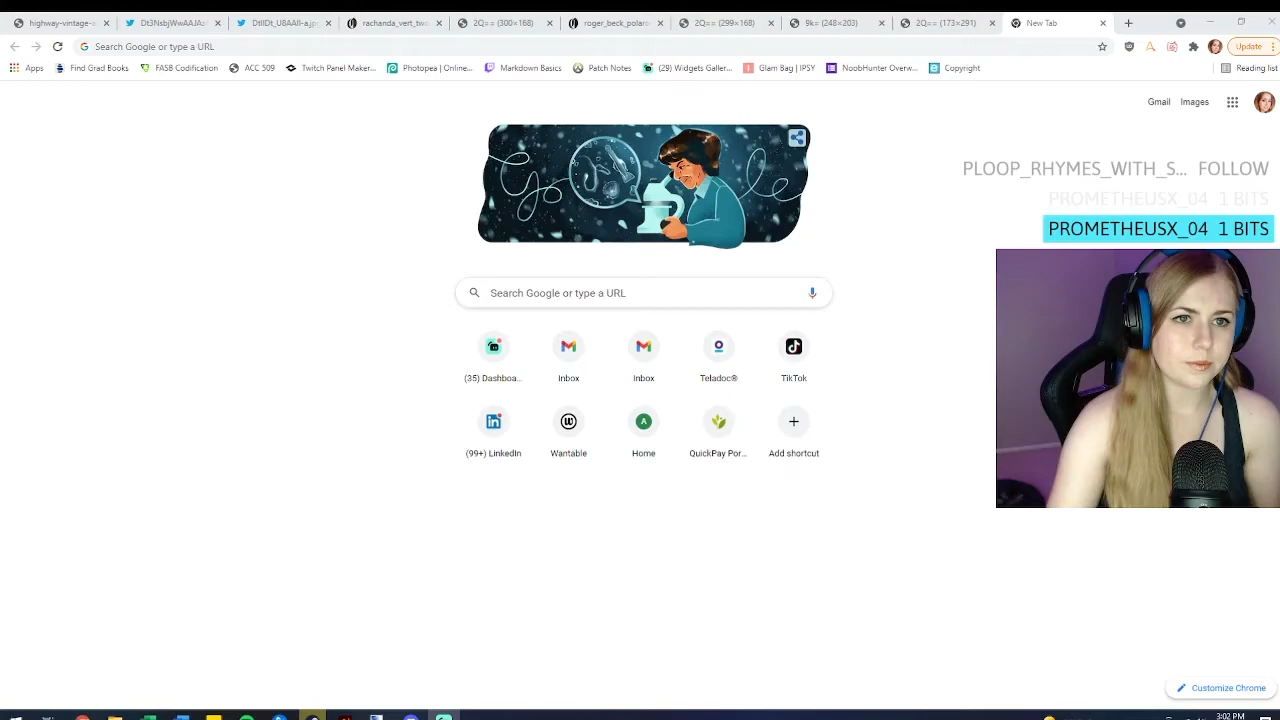 highway-vintage- Dt3NsbjWwAAJAz DtlIDt_U8AAIl-a.jp rachanda_vert_two 2Q== (300×168) roger_beck_polaro 2Q== (299×168) 9k= (248×203) 2Q== (173×291) New Tab
Search Google or type a URL Update
Apps Find Grad Books FASB Codification ACC 509 Twitch Panel Maker... Photopea | Online... Markdown Basics Patch Notes (29) Widgets Galler... Glam Bag | IPSY NoobHunter Overw... Copyright Reading list
Gmail Images
PLOOP_RHYMES_WITH_S... FOLLOW
PROMETHEUSX_04 1 BITS
PROMETHEUSX_04 1 BITS
Search Google or type a URL
(35) Dashboa... Inbox Inbox Teladoc® TikTok
(99+) LinkedIn Wantable Home QuickPay Por... Add shortcut
Customize Chrome
3:02 PM